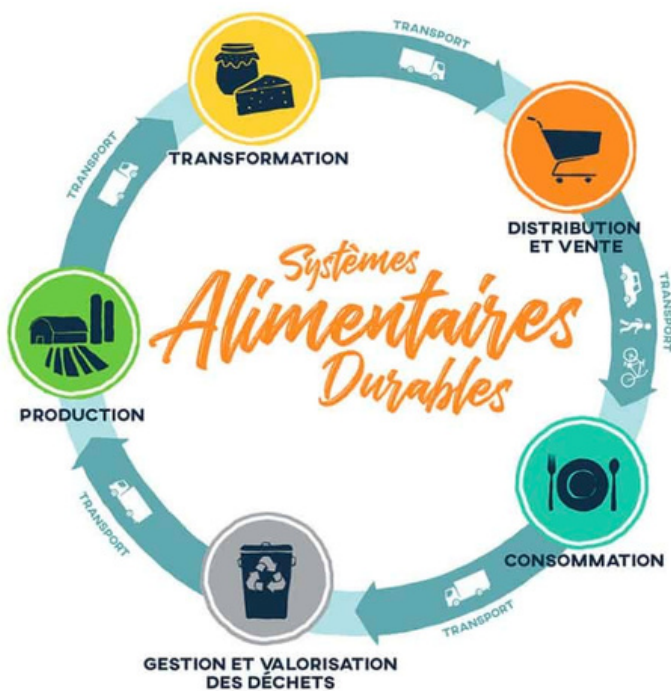 TRANSPORT
TRANSFORMATION
TRANSPORT
DISTRIBUTION
ET VENTE
TRANSPORT
Systèmes
Alimentaires
Durables
PRODUCTION
CONSOMMATION
TRANSPORT
TRANSPORT
GESTION ET VALORISATION
DES DÉCHETS